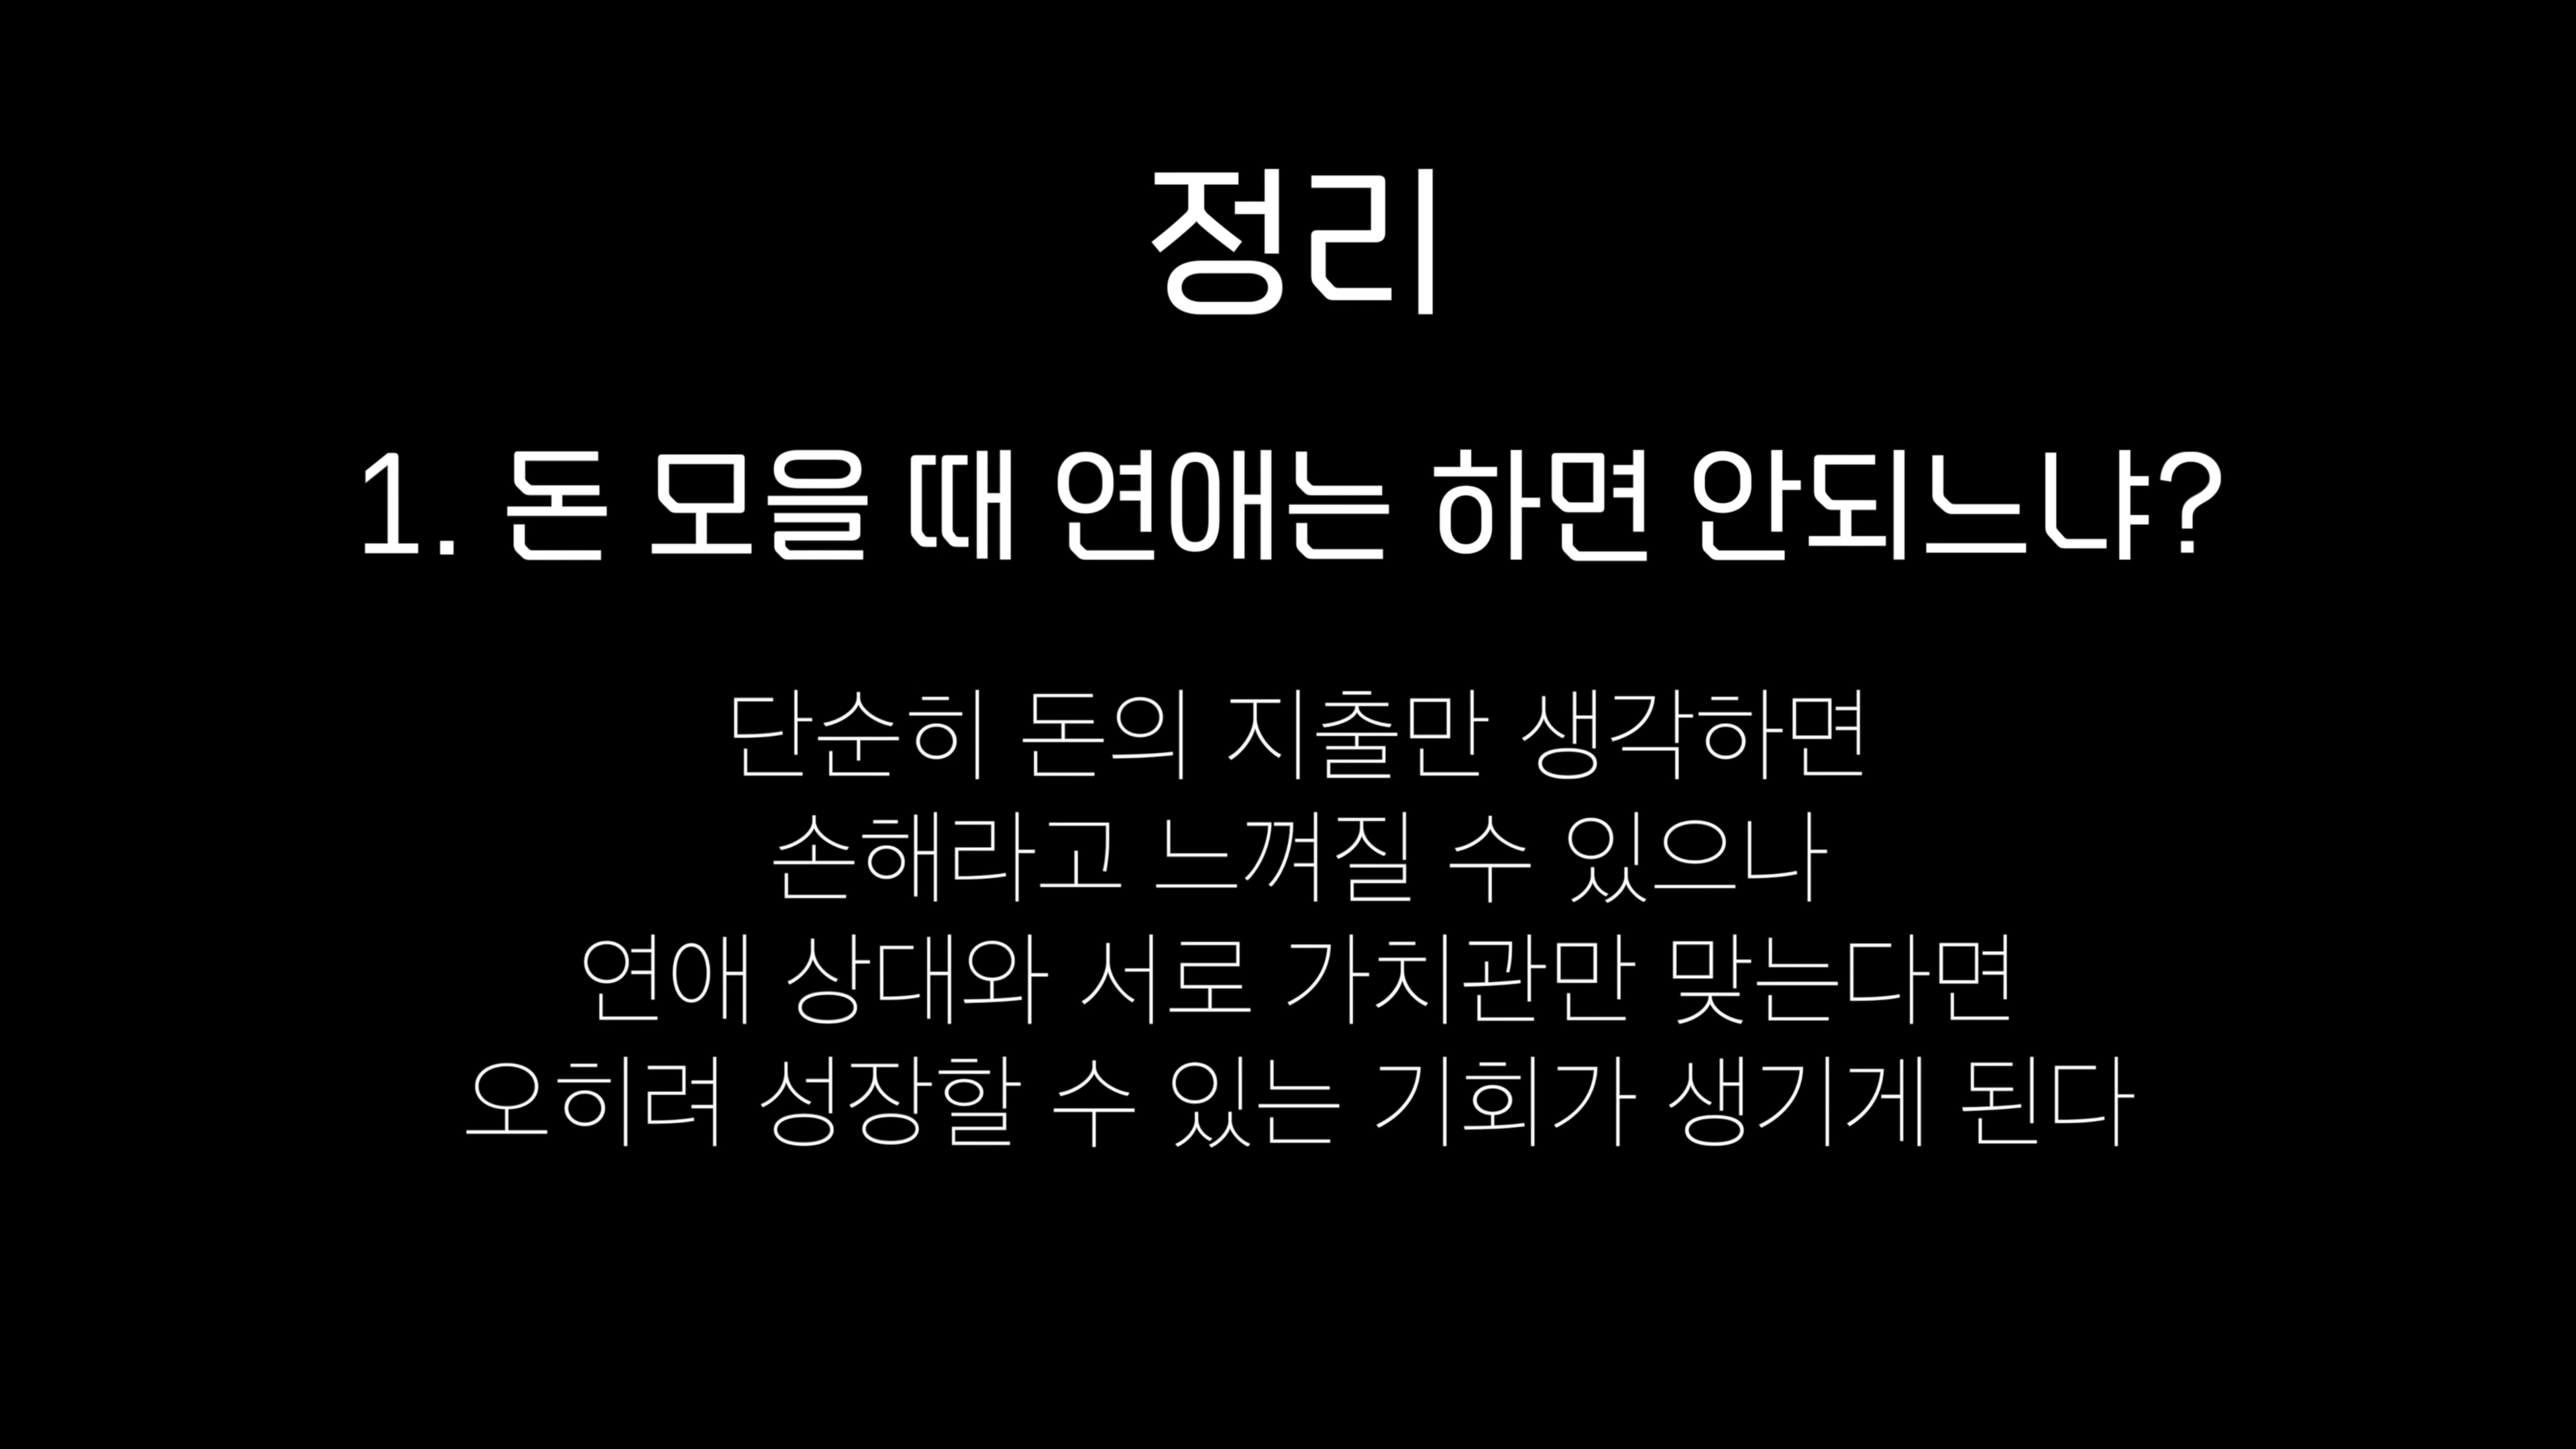 정리
1. 돈 모을 때 연애는 하면 안되느냐?
단순히 돈의 지출만 생각하면
손해라고 느껴질 수 있으나
연애 상대와 서로 가치관만 맞는다면
오히려 성장할 수 있는 기회가 생기게 된다